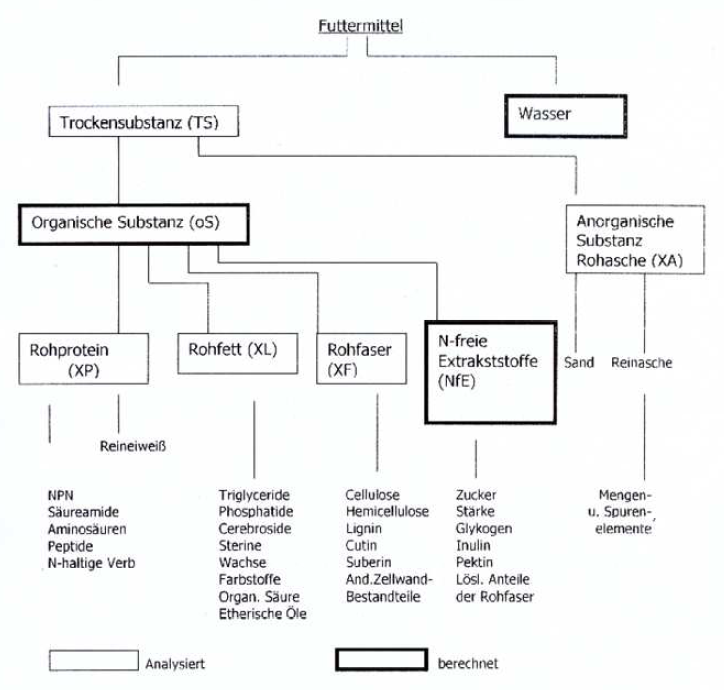 Futtermittel
Trockensubstanz (TS)
Wasser
Organische Substanz (oS)
Anorganische
Substanz
Rohasche (XA)
Rohprotein
(XP)
Rohfett (XL)
Rohfaser
(XF)
N-freie
Extrakststoffe
(NfE)
Sand
Reinasche
Reineiweiß
NPN
Säureamide
Aminosäuren
Peptide
N-haltige Verb
Triglyceride
Phosphatide
Cerebroside
Sterine
Wachse
Farbstoffe
Organ. Säure
Etherische Öle
Cellulose
Hemicellulose
Lignin
Cutin
Suberin
And.Zellwand-
Bestandteile
Zucker
Stärke
Glykogen
Inulin
Pektin
Lösl. Anteile
der Rohfaser
Mengen-
u. Spuren-
elemente
Analysiert
berechnet